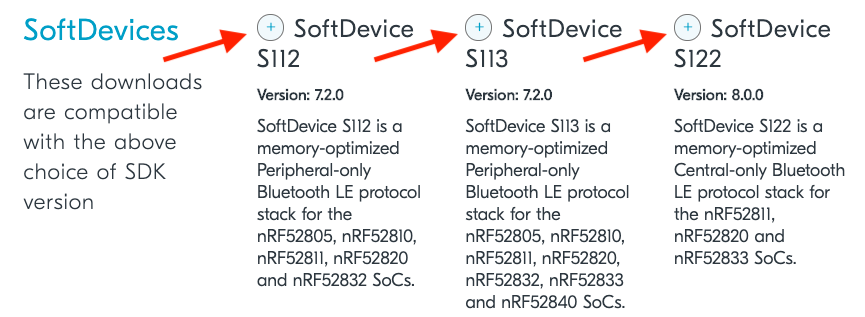 SoftDevices
These downloads
are compatible
with the above
choice of SDK
version
+ SoftDevice
S112
Version: 7.2.0
SoftDevice S112 is a
memory-optimized
Peripheral-only
Bluetooth LE protocol
stack for the
nRF52805, nRF52810,
nRF52811, nRF52820
and nRF52832 SoCs.
+ SoftDevice
S113
Version: 7.2.0
SoftDevice S113 is a
memory-optimized
Peripheral-only
Bluetooth LE protocol
stack for the
nRF52805, nRF52810,
nRF52811, nRF52820,
nRF52832, nRF52833
and nRF52840 SoCs.
+ SoftDevice
S122
Version: 8.0.0
SoftDevice S122 is a
memory-optimized
Central-only Bluetooth
LE protocol stack for
the nRF52811,
nRF52820 and
nRF52833 SoCs.